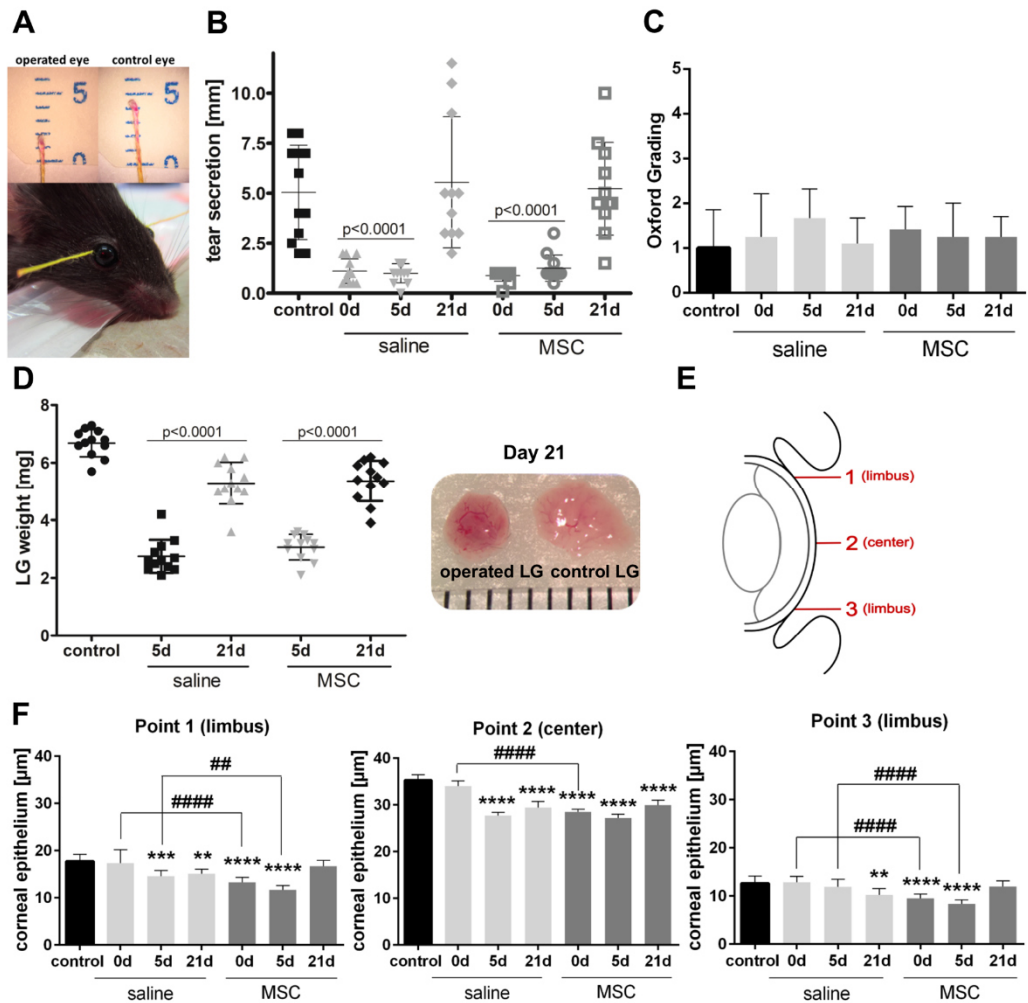 A
operated eye control eye
5 5
0 0
B
tear secretion [mm]
10.0
7.5
5.0
2.5
0.0
p<0.0001 p<0.0001
control 0d 5d 21d 0d 5d 21d
saline MSC
C
Oxford Grading
5
4
3
2
1
0
control 0d 5d 21d 0d 5d 21d
saline MSC
D
LG weight [mg]
8
6
4
2
0
p<0.0001 p<0.0001
control 5d 21d 5d 21d
saline MSC
Day 21
operated LG control LG
E
1 (limbus)
2 (center)
3 (limbus)
F
Point 1 (limbus)
corneal epithelium [µm]
40
30
20
10
0
##
####
*** ** **** ****
control 0d 5d 21d 0d 5d 21d
saline MSC
Point 2 (center)
corneal epithelium [µm]
40
30
20
10
0
####
**** **** **** **** ****
control 0d 5d 21d 0d 5d 21d
saline MSC
Point 3 (limbus)
corneal epithelium [µm]
40
30
20
10
0
####
####
** **** ****
control 0d 5d 21d 0d 5d 21d
saline MSC